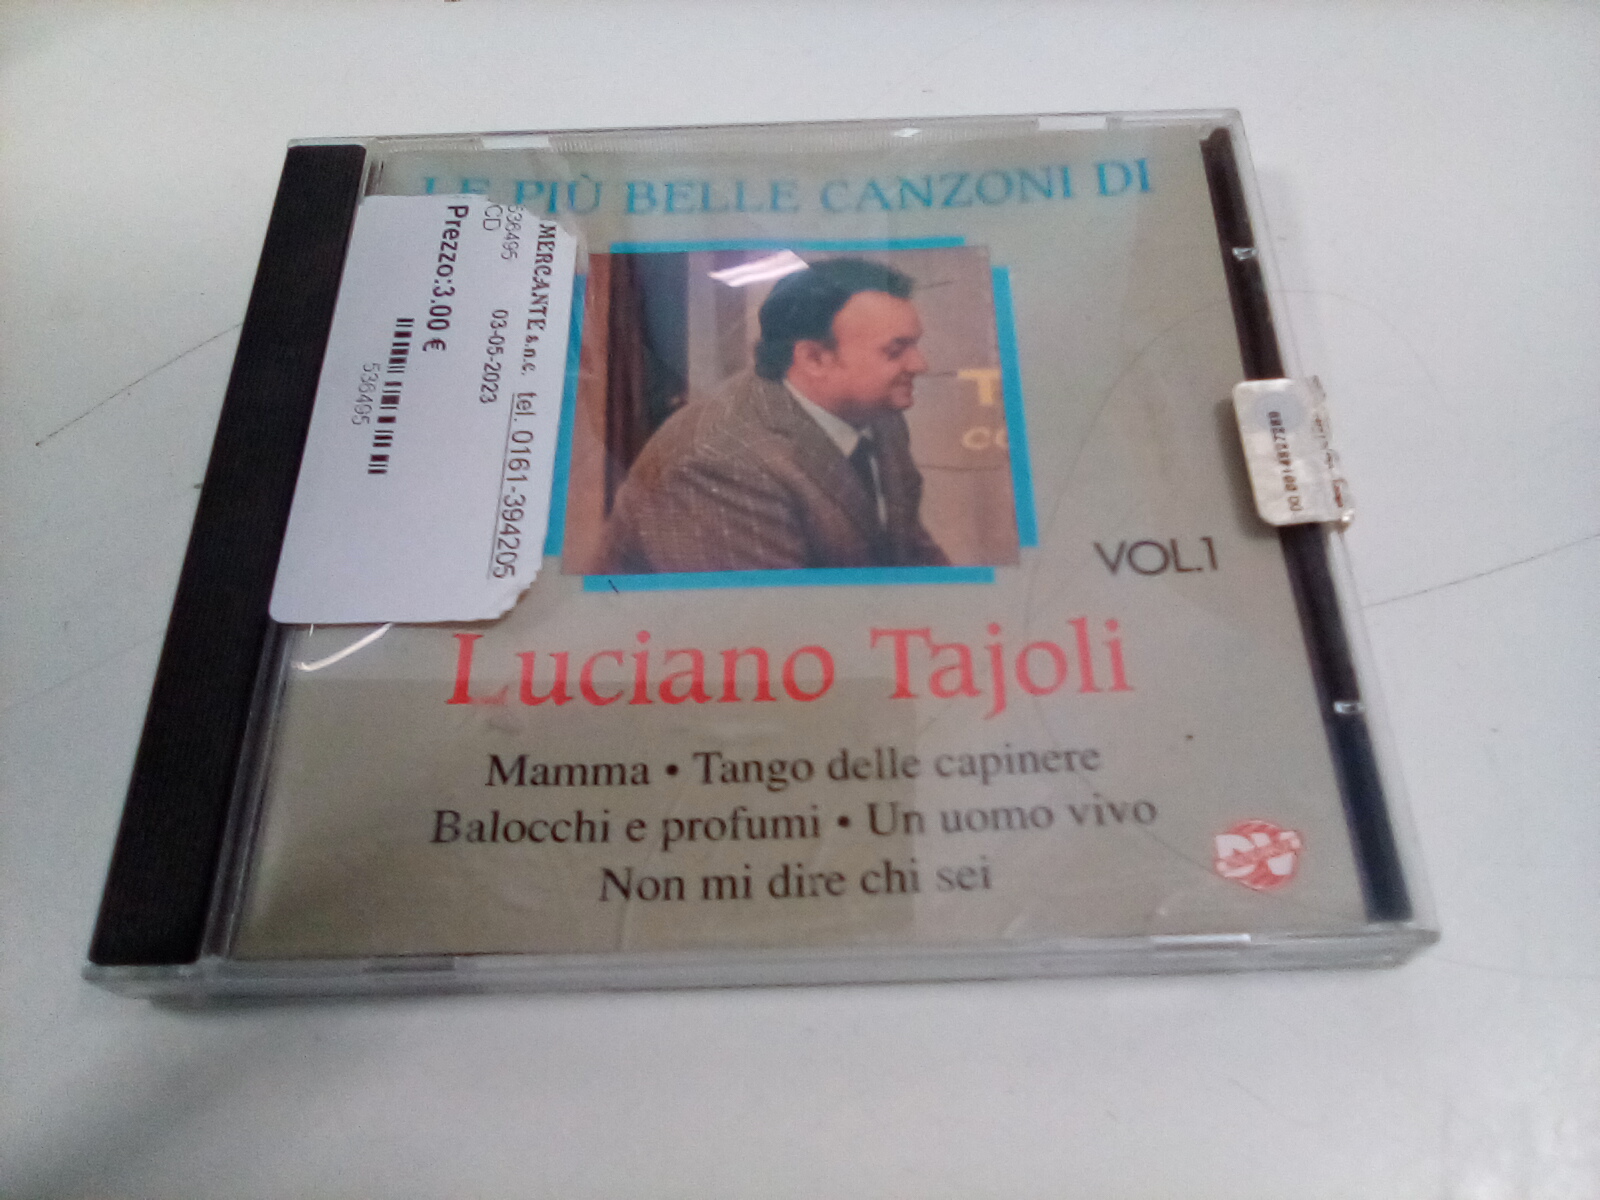 LE PIÙ BELLE CANZONI DI
MERCANTE s.n.c. tel. 0161-394205
536495 03-05-2023
CD
Prezzo:3.00 €
536495
VOL.1
Luciano Tajoli
Mamma • Tango delle capinere
Balocchi e profumi • Un uomo vivo
Non mi dire chi sei